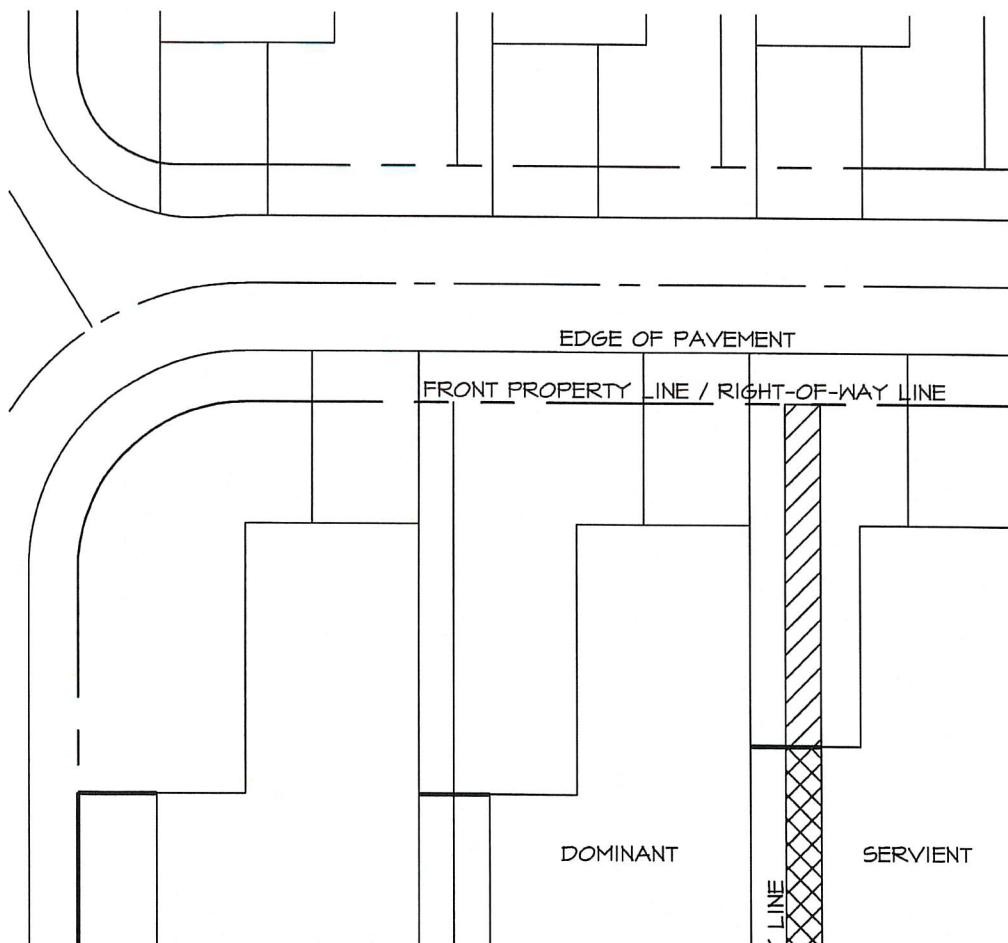 EDGE OF PAVEMENT
FRONT PROPERTY LINE / RIGHT-OF-WAY LINE
DOMINANT
SERVIENT
LINE